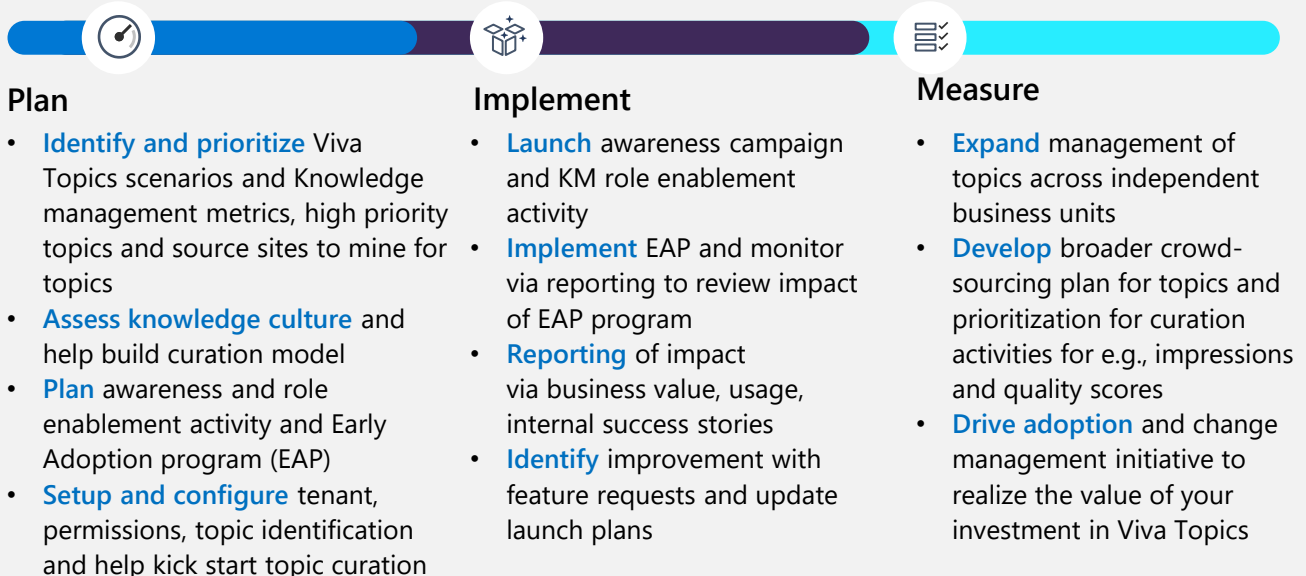 Plan
• Identify and prioritize Viva
Topics scenarios and Knowledge
management metrics, high priority
topics and source sites to mine for
topics
• Assess knowledge culture and
help build curation model
• Plan awareness and role
enablement activity and Early
Adoption program (EAP)
• Setup and configure tenant,
permissions, topic identification
and help kick start topic curation
Implement
• Launch awareness campaign
and KM role enablement
activity
• Implement EAP and monitor
via reporting to review impact
of EAP program
• Reporting of impact
via business value, usage,
internal success stories
• Identify improvement with
feature requests and update
launch plans
Measure
• Expand management of
topics across independent
business units
• Develop broader crowd-
sourcing plan for topics and
prioritization for curation
activities for e.g., impressions
and quality scores
• Drive adoption and change
management initiative to
realize the value of your
investment in Viva Topics